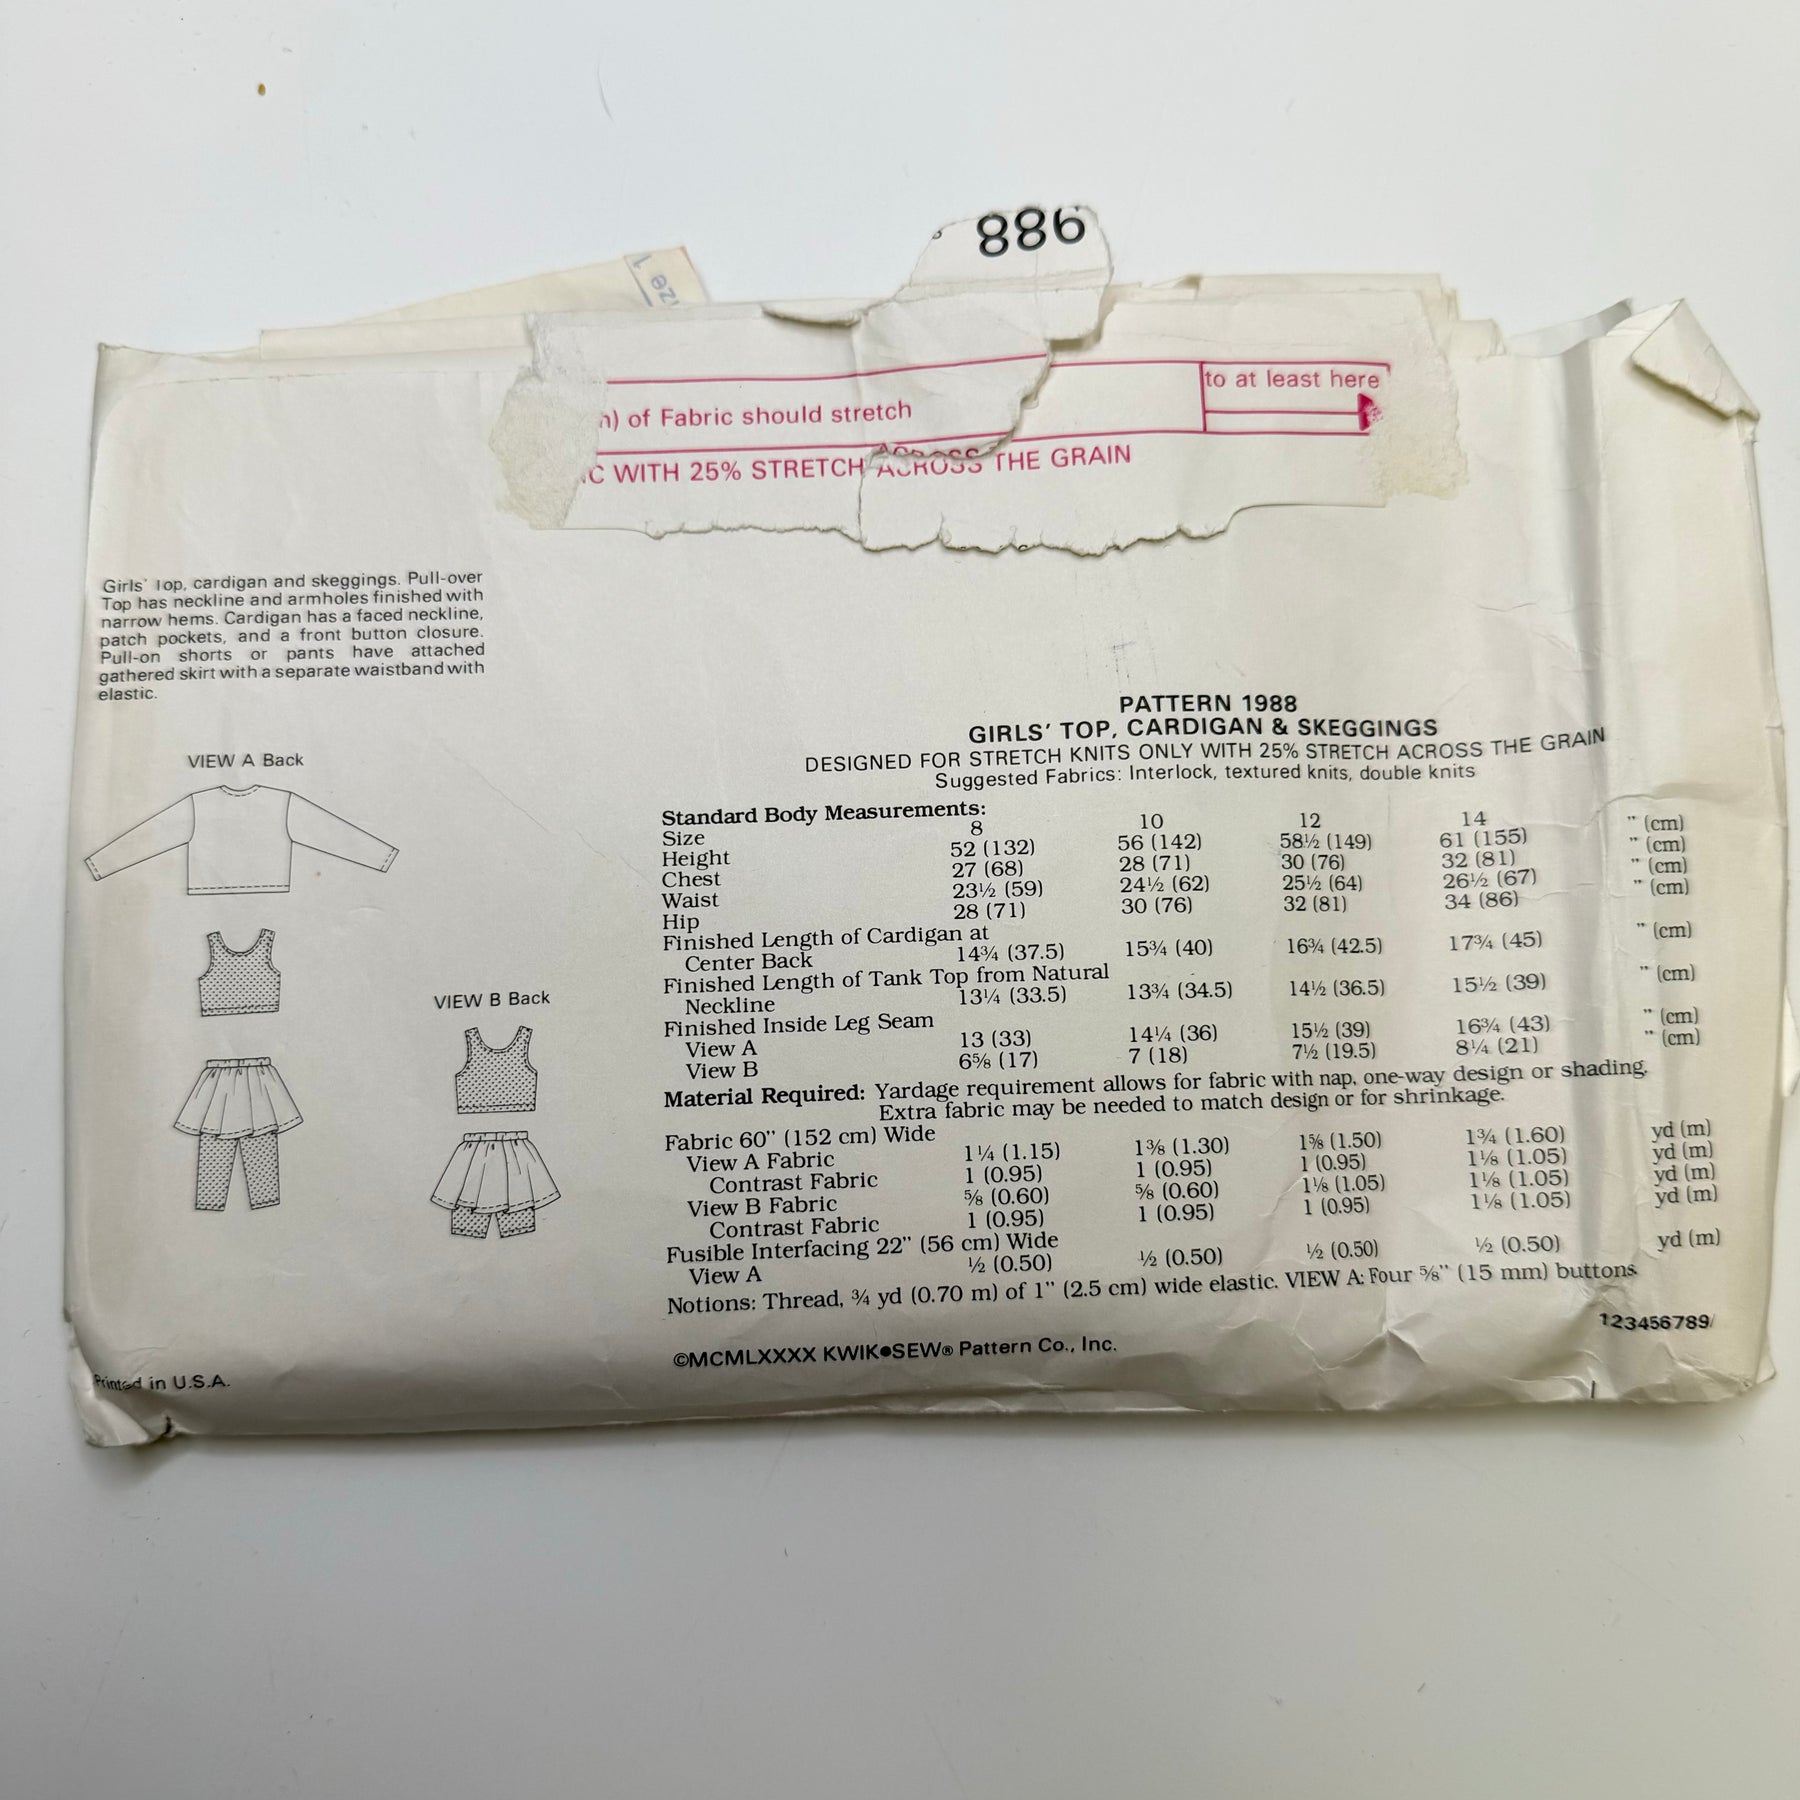 988
ize 1
to at least here
of Fabric should stretch
WITH 25% STRETCH ACROSS THE GRAIN
Girls' Top, cardigan and skeggings. Pull-over
Top has neckline and armholes finished with
narrow hems. Cardigan has a faced neckline,
patch pockets, and a front button closure.
Pull-on shorts or pants have attached
gathered skirt with a separate waistband with
elastic.
VIEW A Back
VIEW B Back
PATTERN 1988
GIRLS' TOP, CARDIGAN & SKEGGINGS
DESIGNED FOR STRETCH KNITS ONLY WITH 25% STRETCH ACROSS THE GRAIN
Suggested Fabrics: Interlock, textured knits, double knits
Standard Body Measurements:
Size 8 10 12 14
Height 52 (132) 56 (142) 58½ (149) 61 (155) " (cm)
Chest 27 (68) 28 (71) 30 (76) 32 (81) " (cm)
Waist 23½ (59) 24½ (62) 25½ (64) 26½ (67) " (cm)
Hip 28 (71) 30 (76) 32 (81) 34 (86) " (cm)
Finished Length of Cardigan at
Center Back 14¾ (37.5) 15¾ (40) 16¾ (42.5) 17¾ (45) " (cm)
Finished Length of Tank Top from Natural
Neckline 13¼ (33.5) 13¾ (34.5) 14½ (36.5) 15½ (39) " (cm)
Finished Inside Leg Seam
View A 13 (33) 14¼ (36) 15½ (39) 16¾ (43) " (cm)
View B 6⅝ (17) 7 (18) 7½ (19.5) 8¼ (21) " (cm)
Material Required: Yardage requirement allows for fabric with nap, one-way design or shading.
Extra fabric may be needed to match design or for shrinkage.
Fabric 60" (152 cm) Wide
View A Fabric 1¼ (1.15) 1⅜ (1.30) 1⅝ (1.50) 1¾ (1.60) yd (m)
Contrast Fabric 1 (0.95) 1 (0.95) 1 (0.95) 1⅛ (1.05) yd (m)
View B Fabric ⅝ (0.60) ⅝ (0.60) 1⅛ (1.05) 1⅛ (1.05) yd (m)
Contrast Fabric 1 (0.95) 1 (0.95) 1 (0.95) 1⅛ (1.05) yd (m)
Fusible Interfacing 22" (56 cm) Wide
View A ½ (0.50) ½ (0.50) ½ (0.50) ½ (0.50) yd (m)
Notions: Thread, ¾ yd (0.70 m) of 1" (2.5 cm) wide elastic. VIEW A: Four ⅝" (15 mm) buttons.
123456789/
©MCMLXXXX KWIK•SEW® Pattern Co., Inc.
Printed in U.S.A.